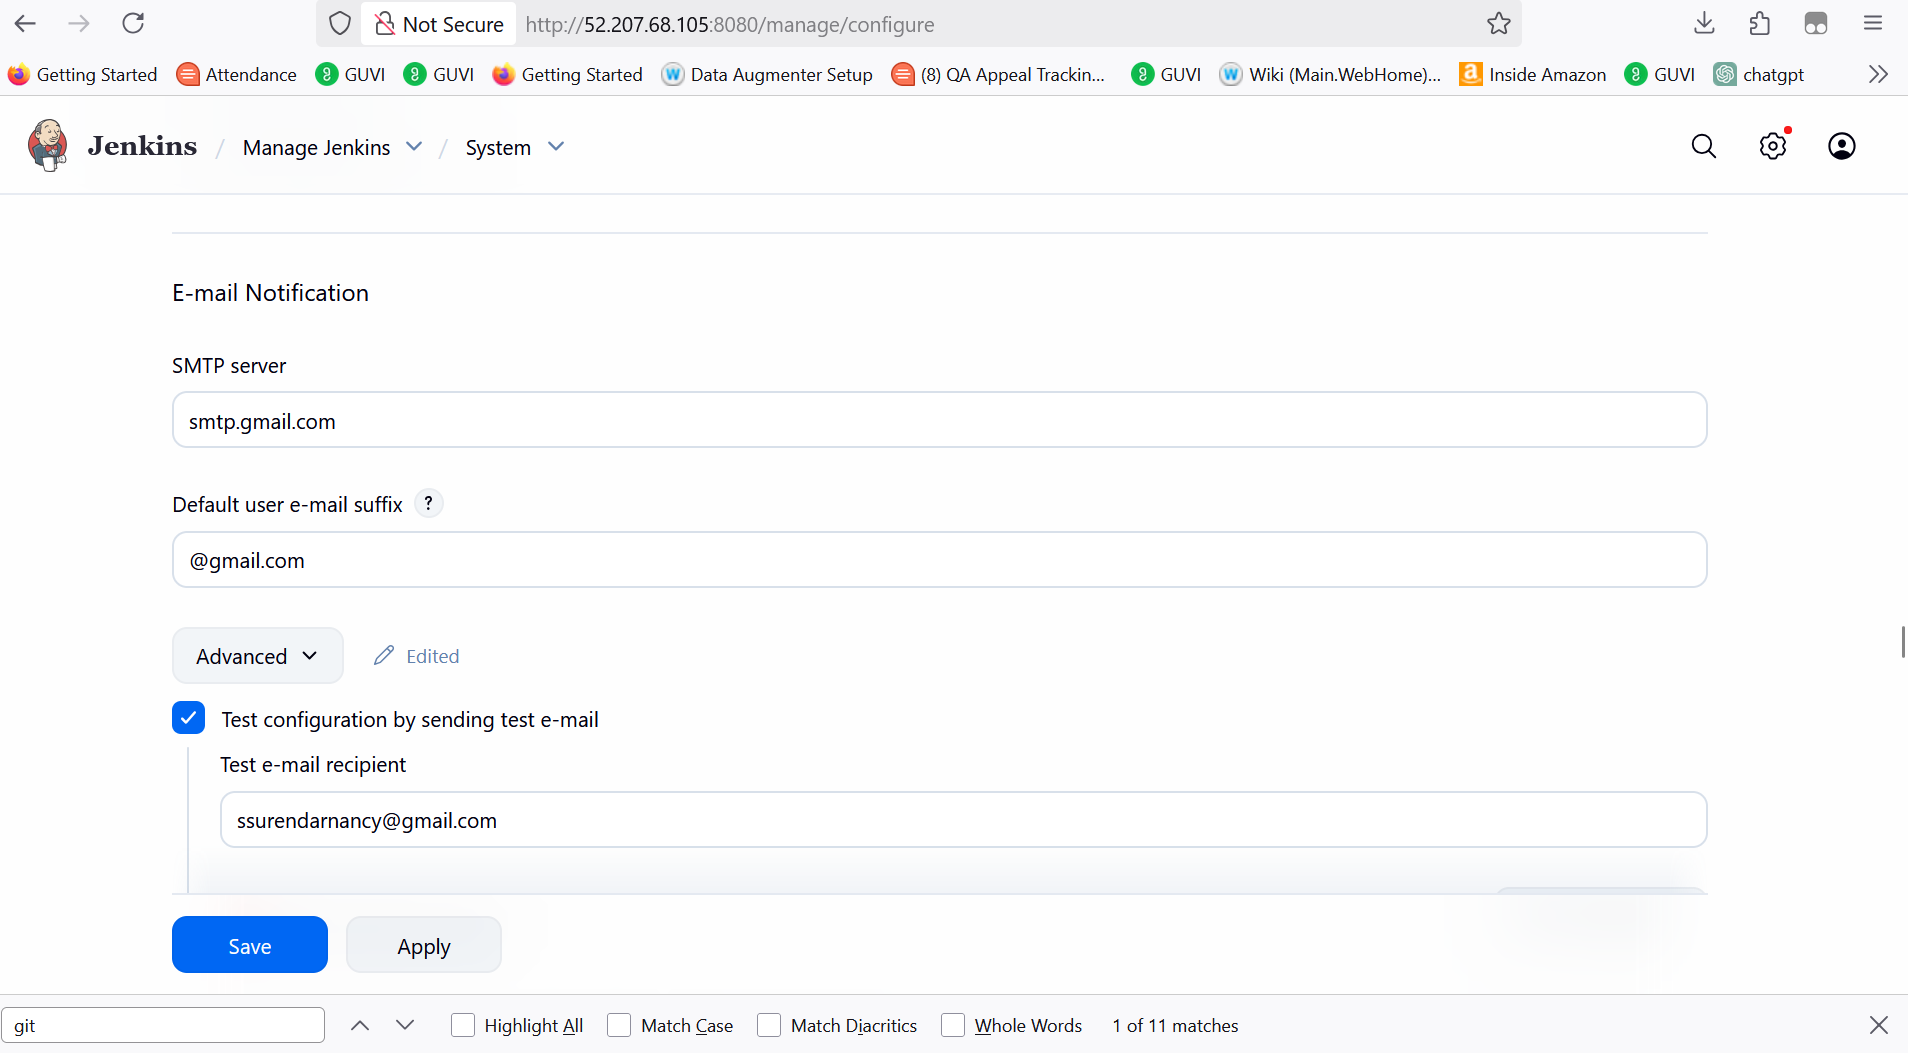 Not Secure http://52.207.68.105:8080/manage/configure
Getting Started Attendance GUVI GUVI Getting Started Data Augmenter Setup (8) QA Appeal Trackin... GUVI Wiki (Main.WebHome)... Inside Amazon GUVI chatgpt
Jenkins / Manage Jenkins / System
E-mail Notification
SMTP server
smtp.gmail.com
Default user e-mail suffix ?
@gmail.com
Advanced Edited
Test configuration by sending test e-mail
Test e-mail recipient
ssurendarnancy@gmail.com
Save Apply
git Highlight All Match Case Match Diacritics Whole Words 1 of 11 matches